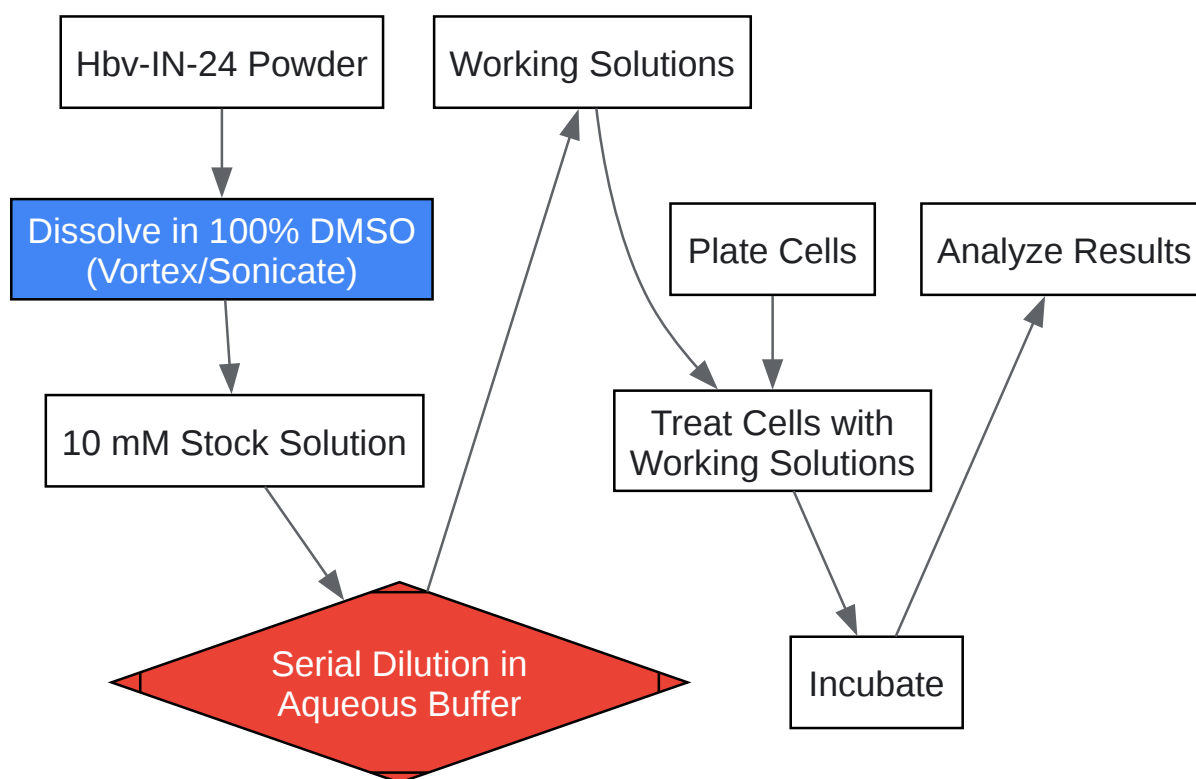 Hbv-IN-24 Powder
Dissolve in 100% DMSO
(Vortex/Sonicate)
10 mM Stock Solution
Serial Dilution in
Aqueous Buffer
Working Solutions
Plate Cells
Treat Cells with
Working Solutions
Incubate
Analyze Results